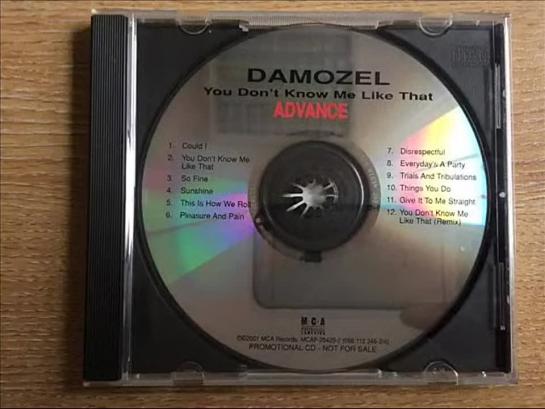 DAMOZEL
You Don't Know Me Like That
ADVANCE
1. Could I
2. You Don't Know Me
Like That
3. So Fine
4. Sunshine
5. This Is How We Roll
6. Pleasure And Pain
7. Disrespectful
8. Everyday's A Party
9. Trials And Tribulations
10. Things You Do
11. Give It To Me Straight
12. You Don't Know Me
Like That (Remix)
MCA
©2001 MCA Records.
PROMOTIONAL CD - NOT FOR SALE